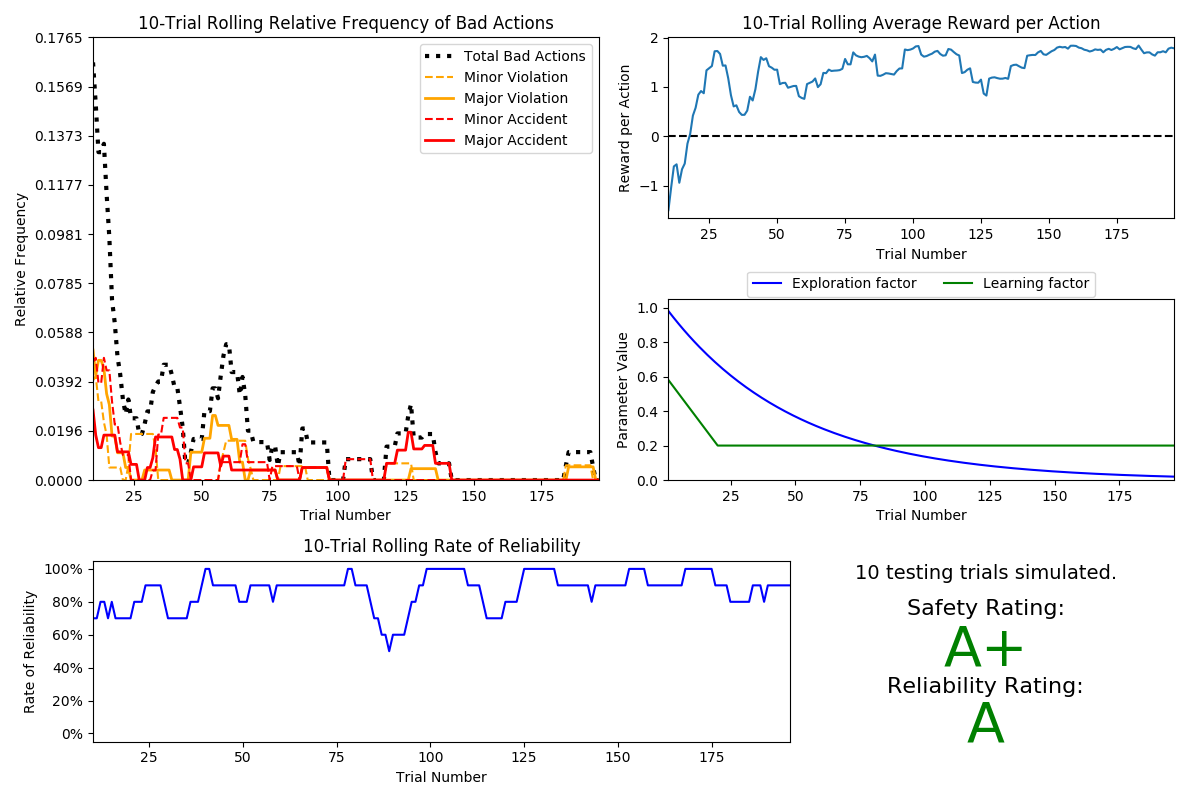 10-Trial Rolling Relative Frequency of Bad Actions
0.1765
0.1569
0.1373
0.1177
0.0981
0.0785
0.0588
0.0392
0.0196
0.0000
Relative Frequency
Total Bad Actions
Minor Violation
Major Violation
Minor Accident
Major Accident
25 50 75 100 125 150 175
Trial Number
10-Trial Rolling Average Reward per Action
2
1
0
−1
Reward per Action
25 50 75 100 125 150 175
Trial Number
Exploration factor Learning factor
1.0
0.8
0.6
0.4
0.2
0.0
Parameter Value
25 50 75 100 125 150 175
Trial Number
10-Trial Rolling Rate of Reliability
100%
80%
60%
40%
20%
0%
Rate of Reliability
25 50 75 100 125 150 175
Trial Number
10 testing trials simulated.
Safety Rating:
A+
Reliability Rating:
A